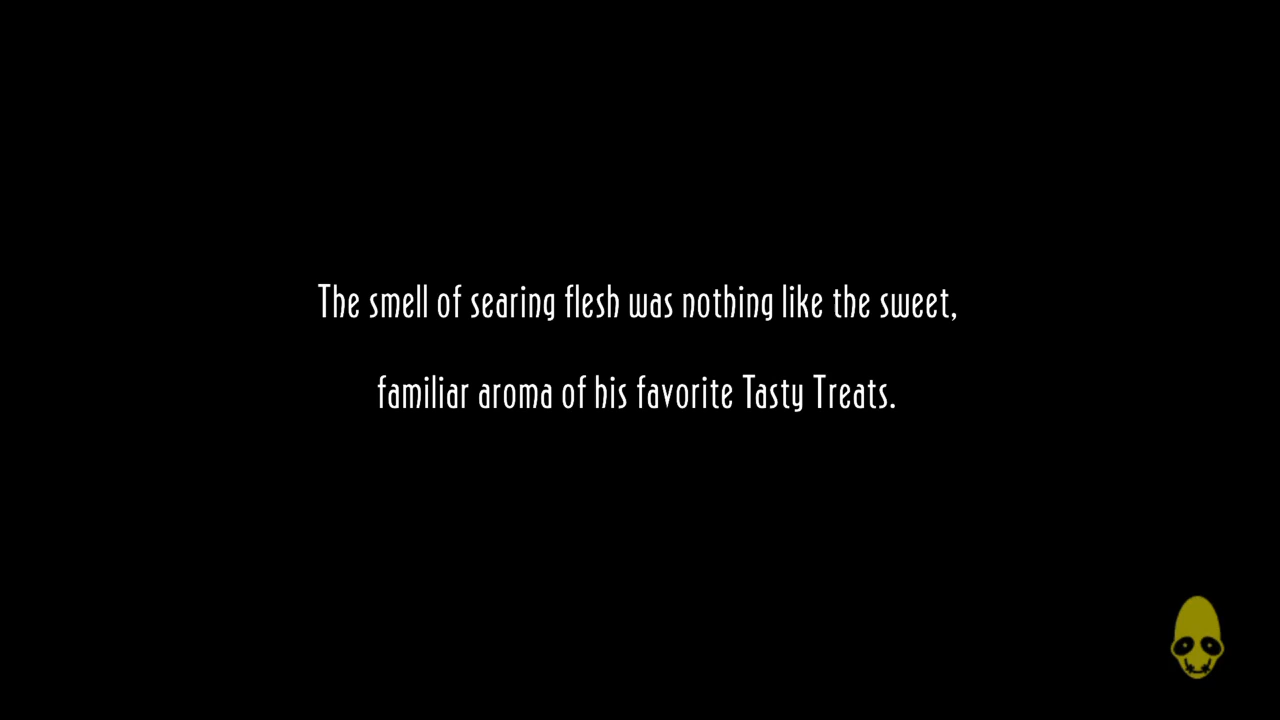 The smell of searing flesh was nothing like the sweet,
familiar aroma of his favorite Tasty Treats.